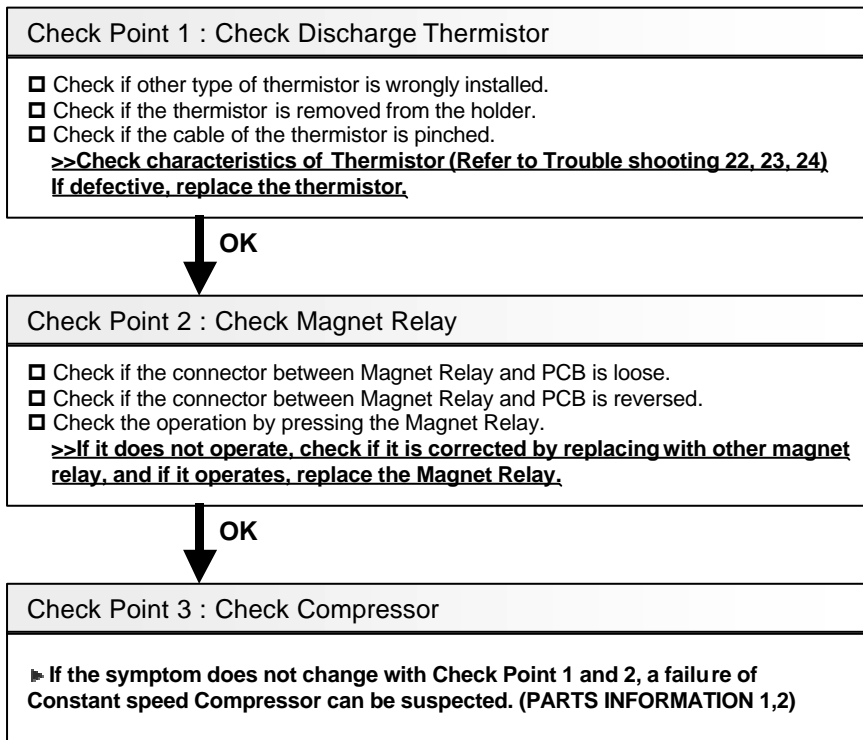 Check Point 1 : Check Discharge Thermistor
Check if other type of thermistor is wrongly installed.
Check if the thermistor is removed from the holder.
Check if the cable of the thermistor is pinched.
>>Check characteristics of Thermistor (Refer to Trouble shooting 22, 23, 24)
If defective, replace the thermistor.
OK
Check Point 2 : Check Magnet Relay
Check if the connector between Magnet Relay and PCB is loose.
Check if the connector between Magnet Relay and PCB is reversed.
Check the operation by pressing the Magnet Relay.
>>If it does not operate, check if it is corrected by replacing with other magnet
relay, and if it operates, replace the Magnet Relay.
OK
Check Point 3 : Check Compressor
If the symptom does not change with Check Point 1 and 2, a failure of
Constant speed Compressor can be suspected. (PARTS INFORMATION 1,2)